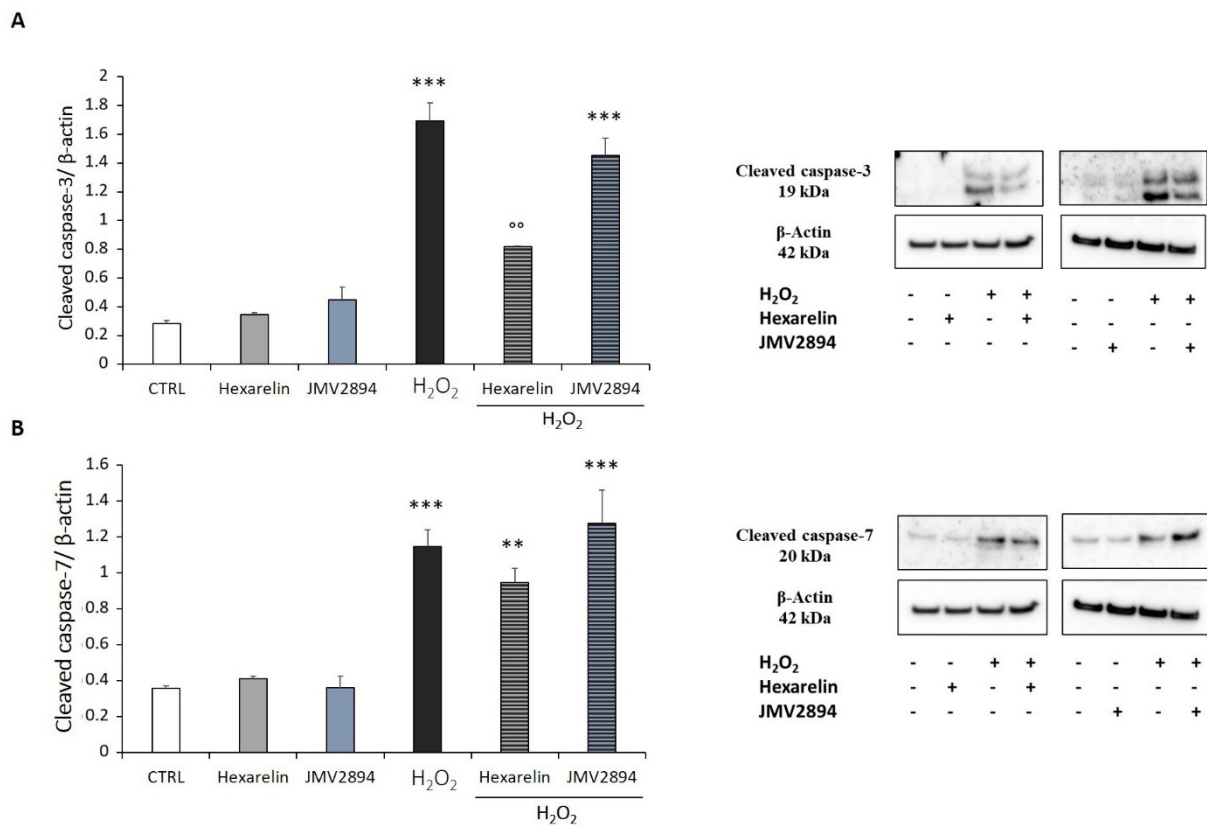 A
Cleaved caspase-3/ β-actin
2
1.8
1.6
1.4
1.2
1
0.8
0.6
0.4
0.2
0
***
°°
***
CTRL Hexarelin JMV2894 H₂O₂ Hexarelin JMV2894
H₂O₂
Cleaved caspase-3
19 kDa
β-Actin
42 kDa
H₂O₂ - - + + - - + +
Hexarelin - + - + - - - -
JMV2894 - - - - - + - +
B
Cleaved caspase-7/ β-actin
1.6
1.4
1.2
1
0.8
0.6
0.4
0.2
0
***
**
***
CTRL Hexarelin JMV2894 H₂O₂ Hexarelin JMV2894
H₂O₂
Cleaved caspase-7
20 kDa
β-Actin
42 kDa
H₂O₂ - - + + - - + +
Hexarelin - + - + - - - -
JMV2894 - - - - - + - +